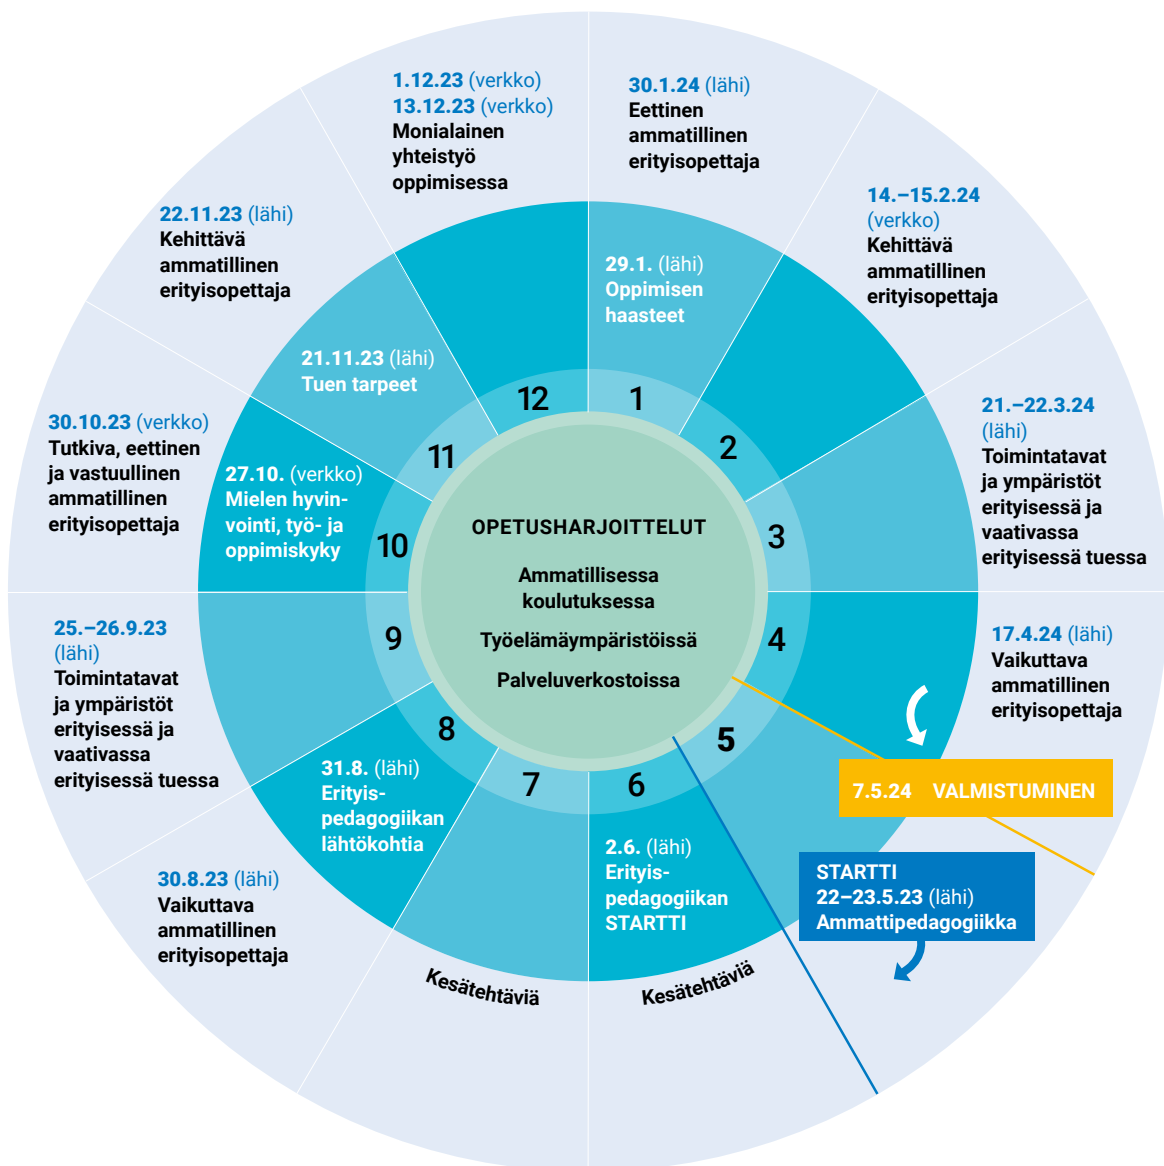 1.12.23 (verkko)
13.12.23 (verkko)
Monialainen
yhteistyö
oppimisessa
30.1.24 (lähi)
Eettinen
ammatillinen
erityisopettaja
22.11.23 (lähi)
Kehittävä
ammatillinen
erityisopettaja
14.–15.2.24
(verkko)
Kehittävä
ammatillinen
erityisopettaja
29.1. (lähi)
Oppimisen
haasteet
21.11.23 (lähi)
Tuen tarpeet
30.10.23 (verkko)
Tutkiva, eettinen
ja vastuullinen
ammatillinen
erityisopettaja
27.10. (verkko)
Mielen hyvin-
vointi, työ- ja
oppimiskyky
21.–22.3.24
(lähi)
Toimintatavat
ja ympäristöt
erityisessä ja
vaativassa
erityisessä tuessa
12
1
11
2
10
3
9
4
8
5
7
6
OPETUSHARJOITTELUT
Ammatillisessa
koulutuksessa
Työelämäympäristöissä
Palveluverkostoissa
25.–26.9.23
(lähi)
Toimintatavat
ja ympäristöt
erityisessä ja
vaativassa
erityisessä tuessa
17.4.24 (lähi)
Vaikuttava
ammatillinen
erityisopettaja
31.8. (lähi)
Erityis-
pedagogiikan
lähtökohtia
7.5.24 VALMISTUMINEN
2.6. (lähi)
Erityis-
pedagogiikan
STARTTI
STARTTI
22–23.5.23 (lähi)
Ammattipedagogiikka
30.8.23 (lähi)
Vaikuttava
ammatillinen
erityisopettaja
Kesätehtäviä
Kesätehtäviä